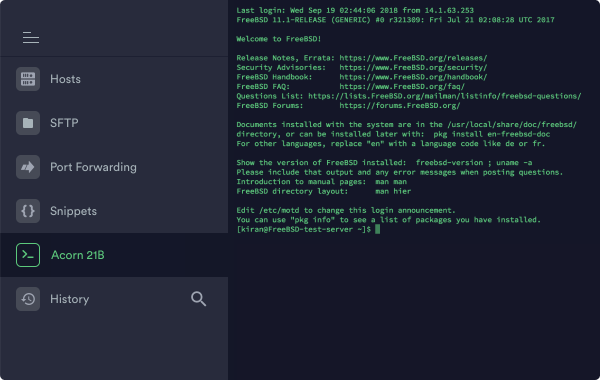 Hosts
SFTP
Port Forwarding
Snippets
Acorn 21B
History
Last login: Wed Sep 19 02:44:06 2018 from 14.1.63.253
FreeBSD 11.1-RELEASE (GENERIC) #0 r321309: Fri Jul 21 02:08:28 UTC 2017
Welcome to FreeBSD!
Release Notes, Errata: https://www.FreeBSD.org/releases/
Security Advisories:   https://www.FreeBSD.org/security/
FreeBSD Handbook:      https://www.FreeBSD.org/handbook/
FreeBSD FAQ:           https://www.FreeBSD.org/faq/
Questions List: https://lists.FreeBSD.org/mailman/listinfo/freebsd-questions/
FreeBSD Forums:        https://forums.FreeBSD.org/
Documents installed with the system are in the /usr/local/share/doc/freebsd/
directory, or can be installed later with:  pkg install en-freebsd-doc
For other languages, replace "en" with a language code like de or fr.
Show the version of FreeBSD installed:  freebsd-version ; uname -a
Please include that output and any error messages when posting questions.
Introduction to manual pages:  man man
FreeBSD directory layout:      man hier
Edit /etc/motd to change this login announcement.
You can use "pkg info" to see a list of packages you have installed.
[kiran@FreeBSD-test-server ~]$